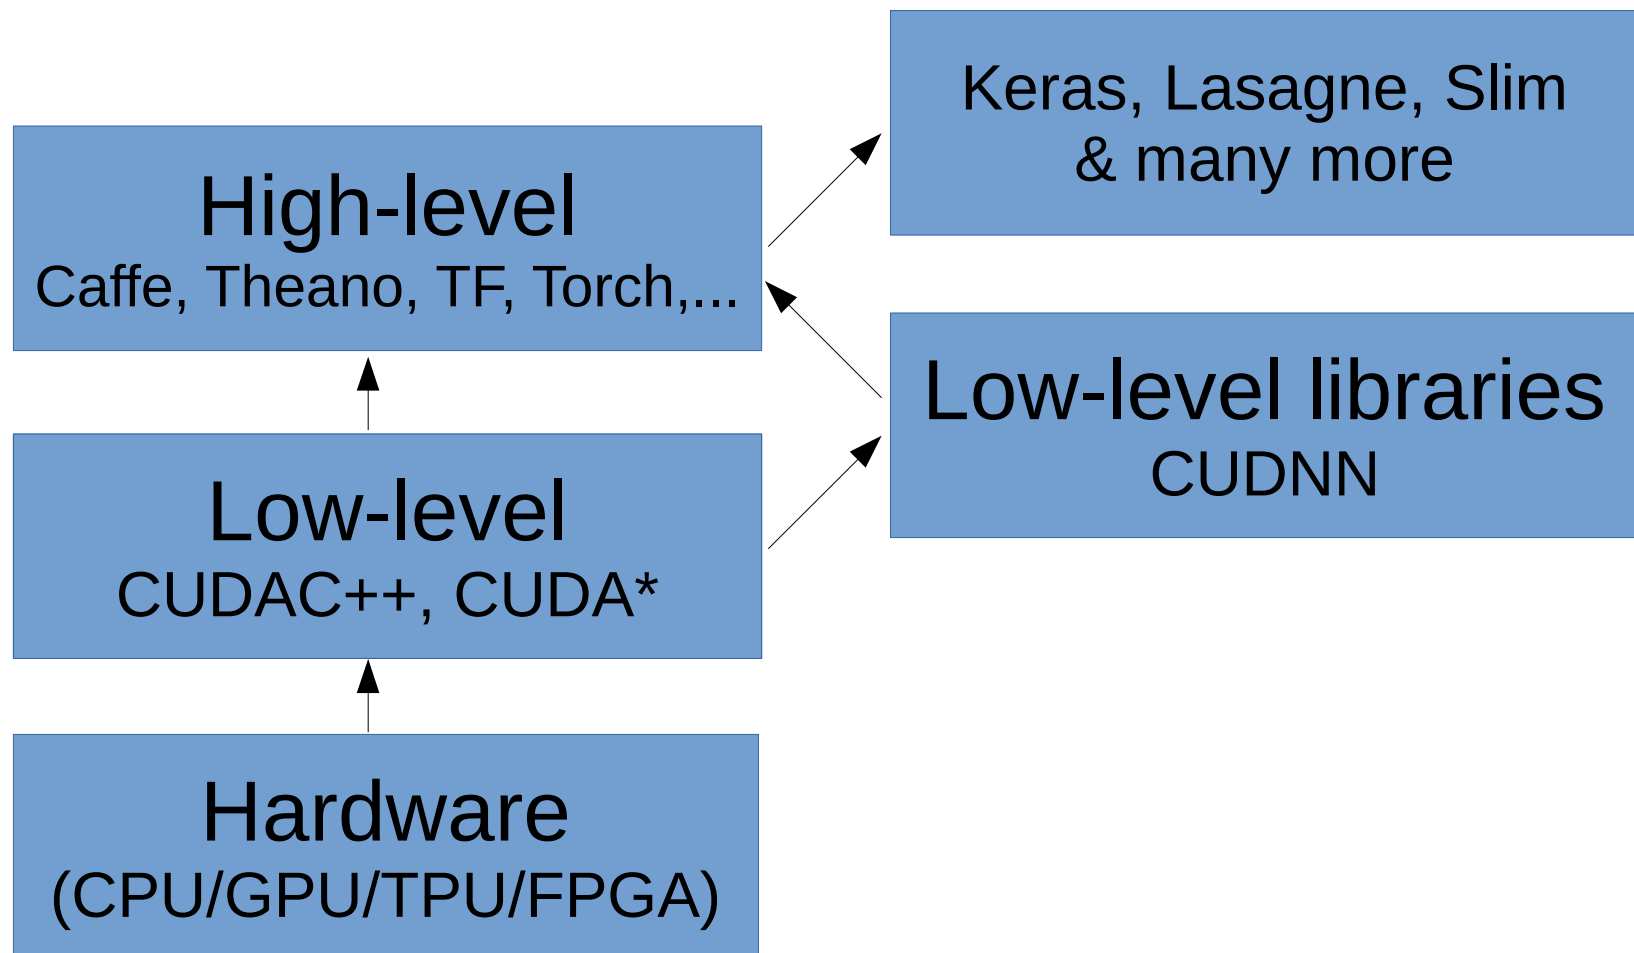 Keras, Lasagne, Slim
& many more
High-level
Caffe, Theano, TF, Torch,...
Low-level libraries
CUDNN
Low-level
CUDAC++, CUDA*
Hardware
(CPU/GPU/TPU/FPGA)